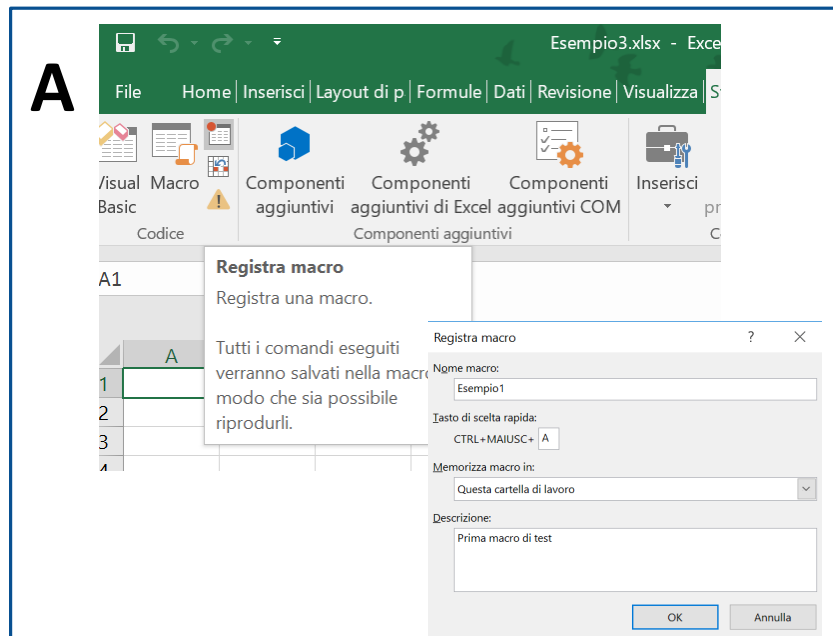 A
Esempio3.xlsx - Exce
File Home Inserisci Layout di p Formule Dati Revisione Visualizza S
Visual Basic
Macro
Componenti aggiuntivi
Componenti aggiuntivi di Excel
Componenti aggiuntivi COM
Inserisci
pr
Codice
Componenti aggiuntivi
C
A1
Registra macro
Registra una macro.
Tutti i comandi eseguiti
verranno salvati nella macro
modo che sia possibile
riprodurli.
A
1
2
3
4
Registra macro ?
Nome macro:
Esempio1
Tasto di scelta rapida:
CTRL+MAIUSC+ A
Memorizza macro in:
Questa cartella di lavoro
Descrizione:
Prima macro di test
OK Annulla